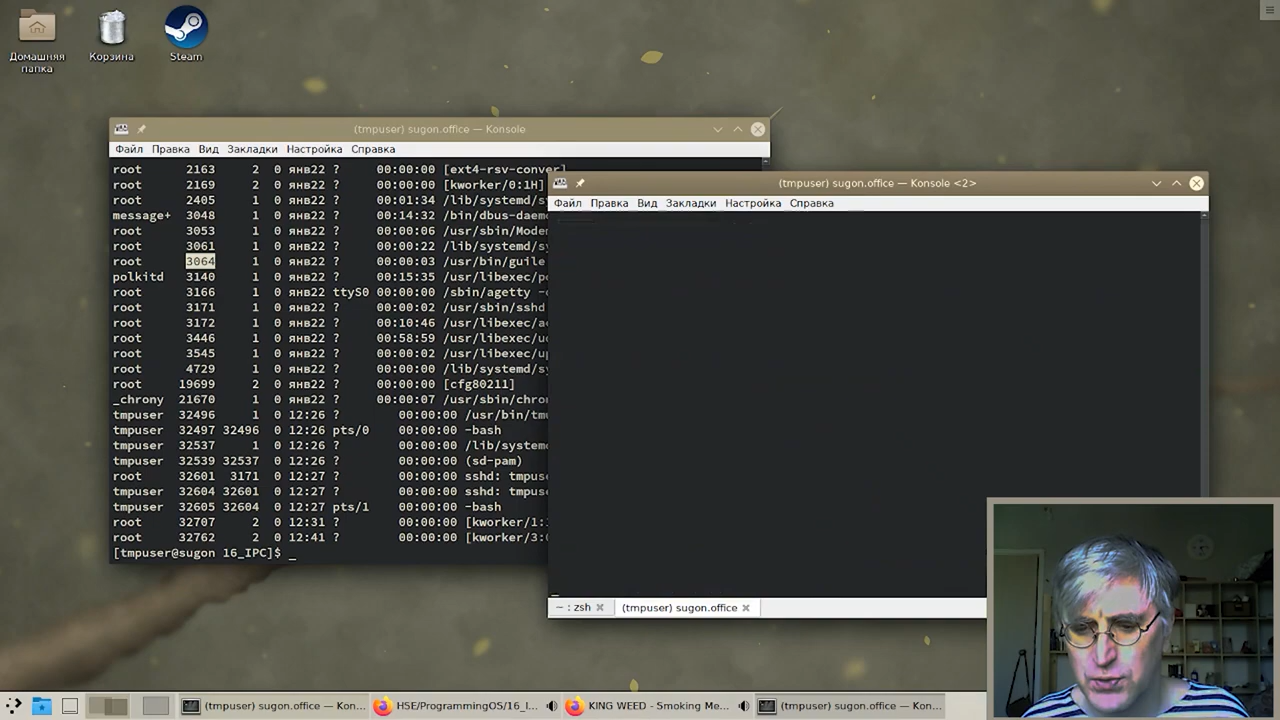 Домашняя папка
Корзина
Steam
(tmpuser) sugon.office — Konsole
Файл Правка Вид Закладки Настройка Справка
root 2163 2 0 янв22 ? 00:00:00 [ext4-rsv-conver]
root 2169 2 0 янв22 ? 00:00:00 [kworker/0:1H]
root 2405 1 0 янв22 ? 00:01:34 /lib/systemd/sy
message+ 3048 1 0 янв22 ? 00:14:32 /bin/dbus-daemo
root 3053 1 0 янв22 ? 00:00:06 /usr/sbin/Modem
root 3061 1 0 янв22 ? 00:00:22 /lib/systemd/sy
root 3064 1 0 янв22 ? 00:00:03 /usr/bin/guile
polkitd 3140 1 0 янв22 ? 00:15:35 /usr/libexec/po
root 3166 1 0 янв22 ttyS0 00:00:00 /sbin/agetty -o
root 3171 1 0 янв22 ? 00:00:02 /usr/sbin/sshd
root 3172 1 0 янв22 ? 00:10:46 /usr/libexec/ac
root 3446 1 0 янв22 ? 00:58:59 /usr/libexec/ud
root 3545 1 0 янв22 ? 00:00:02 /usr/libexec/up
root 4729 1 0 янв22 ? 00:00:00 /lib/systemd/sy
root 19699 2 0 янв22 ? 00:00:00 [cfg80211]
_chrony 21670 1 0 янв22 ? 00:00:07 /usr/sbin/chron
tmpuser 32496 1 0 12:26 ? 00:00:00 /usr/bin/tmu
tmpuser 32497 32496 0 12:26 pts/0 00:00:00 -bash
tmpuser 32537 1 0 12:26 ? 00:00:00 /lib/systemd
tmpuser 32539 32537 0 12:26 ? 00:00:00 (sd-pam)
root 32601 3171 0 12:27 ? 00:00:00 sshd: tmpus
tmpuser 32604 32601 0 12:27 ? 00:00:00 sshd: tmpus
tmpuser 32605 32604 0 12:27 pts/1 00:00:00 -bash
root 32707 2 0 12:31 ? 00:00:00 [kworker/1:
root 32762 2 0 12:41 ? 00:00:00 [kworker/3:0
[tmpuser@sugon 16_IPC]$ _
(tmpuser) sugon.office — Konsole <2>
Файл Правка Вид Закладки Настройка Справка
~ : zsh (tmpuser) sugon.office
(tmpuser) sugon.office — Kon... HSE/ProgrammingOS/16_I... KING WEED - Smoking Me... (tmpuser) sugon.office — Kon...